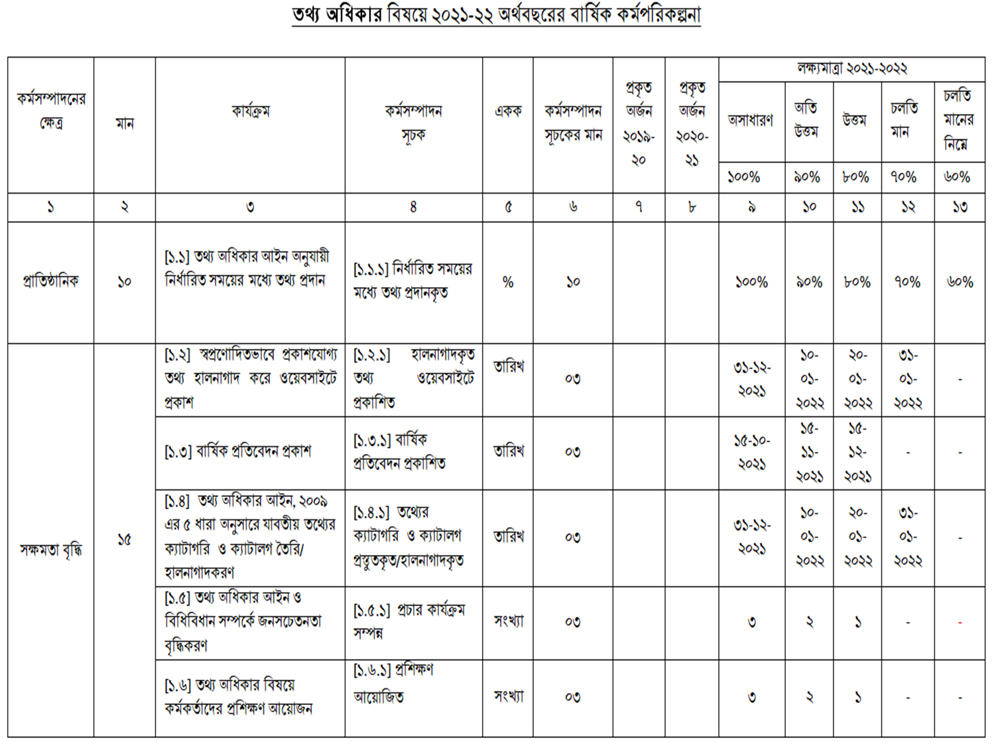 তথ্য অধিকার বিষয়ে ২০২১-২২ অর্থবছরের বার্ষিক কর্মপরিকল্পনা
কর্মসম্পাদনের
ক্ষেত্র
মান
কার্যক্রম
কর্মসম্পাদন
সূচক
একক
কর্মসম্পাদন
সূচকের মান
প্রকৃত
অর্জন
২০১৯-
২০
প্রকৃত
অর্জন
২০২০-
২১
লক্ষ্যমাত্রা ২০২১-২০২২
অসাধারণ
অতি
উত্তম
উত্তম
চলতি
মান
চলতি
মানের
নিম্নে
১০০%
৯০%
৮০%
৭০%
৬০%
১
২
৩
৪
৫
৬
৭
৮
৯
১০
১১
১২
১৩
প্রাতিষ্ঠানিক
১০
[১.১] তথ্য অধিকার আইন অনুযায়ী
নির্ধারিত সময়ের মধ্যে তথ্য প্রদান
[১.১.১] নির্ধারিত সময়ের
মধ্যে তথ্য প্রদানকৃত
%
১০
১০০%
৯০%
৮০%
৭০%
৬০%
সক্ষমতা বৃদ্ধি
১৫
[১.২] স্বপ্রণোদিতভাবে প্রকাশযোগ্য
তথ্য হালনাগাদ করে ওয়েবসাইটে
প্রকাশ
[১.২.১] হালনাগাদকৃত
তথ্য ওয়েবসাইটে
প্রকাশিত
তারিখ
০৩
৩১-১২-
২০২১
১০-
০১-
২০২২
২০-
০১-
২০২২
৩১-
০১-
২০২২
-
[১.৩] বার্ষিক প্রতিবেদন প্রকাশ
[১.৩.১] বার্ষিক
প্রতিবেদন প্রকাশিত
তারিখ
০৩
১৫-১০-
২০২১
১৫-
১১-
২০২১
১৫-
১২-
২০২১
-
-
[১.৪] তথ্য অধিকার আইন, ২০০৯
এর ৫ ধারা অনুসারে যাবতীয় তথ্যের
ক্যাটাগরি ও ক্যাটালগ তৈরি/
হালনাগাদকরণ
[১.৪.১] তথ্যের
ক্যাটাগরি ও ক্যাটালগ
প্রস্তুতকৃত/হালনাগাদকৃত
তারিখ
০৩
৩১-১২-
২০২১
১০-
০১-
২০২২
২০-
০১-
২০২২
৩১-
০১-
২০২২
-
[১.৫] তথ্য অধিকার আইন ও
বিধিবিধান সম্পর্কে জনসচেতনতা
বৃদ্ধিকরণ
[১.৫.১] প্রচার কার্যক্রম
সম্পন্ন
সংখ্যা
০৩
৩
২
১
-
-
[১.৬] তথ্য অধিকার বিষয়ে
কর্মকর্তাদের প্রশিক্ষণ আয়োজন
[১.৬.১] প্রশিক্ষণ
আয়োজিত
সংখ্যা
০৩
৩
২
১
-
-